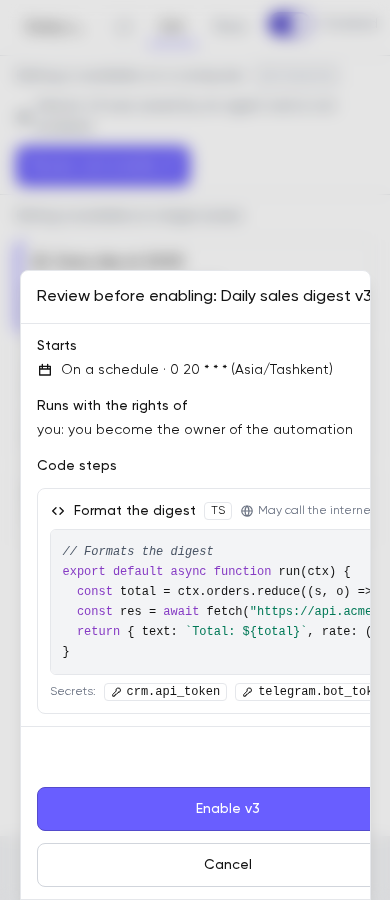 Review before enabling: Daily sales digest v3
Starts
On a schedule · 0 20 * * * (Asia/Tashkent)
Runs with the rights of
you: you become the owner of the automation
Code steps
Format the digest TS May call the interne
// Formats the digest
export default async function run(ctx) {
const total = ctx.orders.reduce((s, o) =>
const res = await fetch("https://api.acme
return { text: `Total: ${total}`, rate: (
}
Secrets: crm.api_token telegram.bot_tok
Enable v3
Cancel